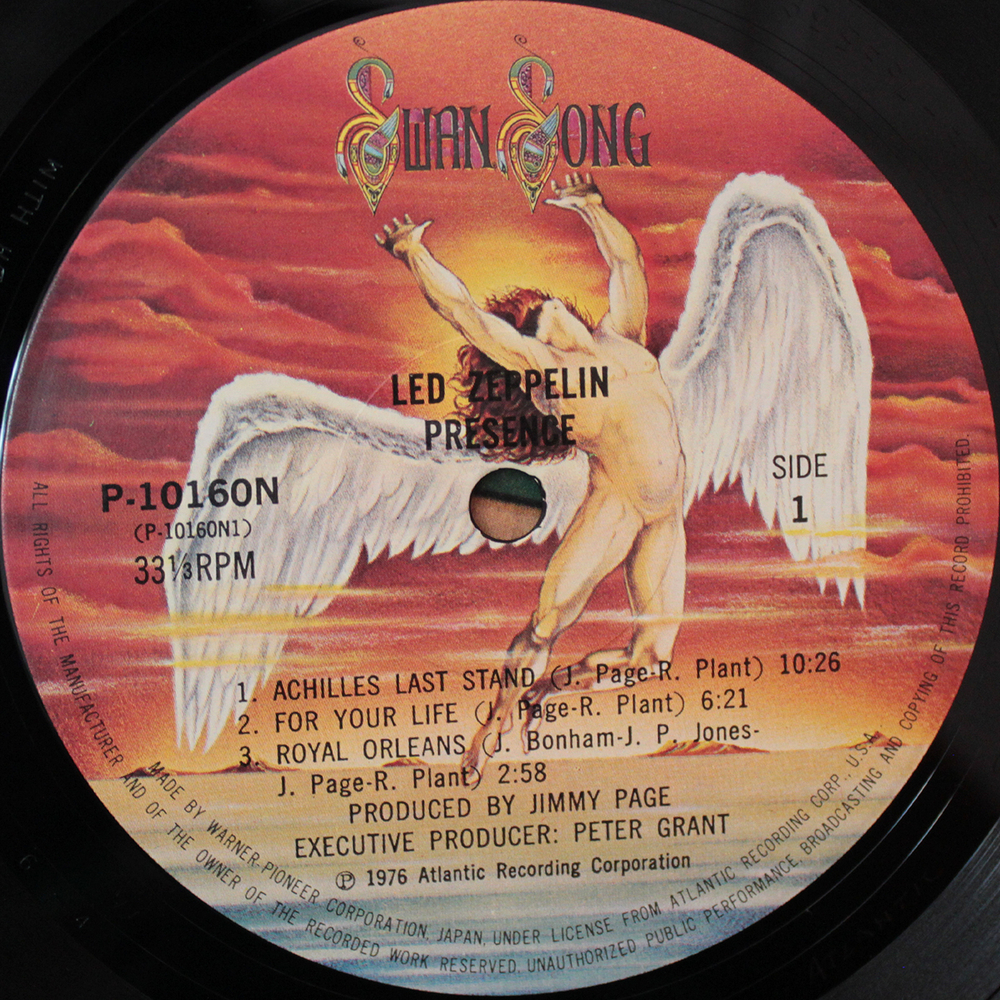 SWAN SONG
LED ZEPPELIN
PRESENCE
P-10160N
(P-10160N1)
33⅓RPM
SIDE
1
1. ACHILLES LAST STAND (J. Page-R. Plant) 10:26
2. FOR YOUR LIFE (J. Page-R. Plant) 6:21
3. ROYAL ORLEANS (J. Bonham-J. P. Jones-
J. Page-R. Plant) 2:58
PRODUCED BY JIMMY PAGE
EXECUTIVE PRODUCER: PETER GRANT
Ⓟ 1976 Atlantic Recording Corporation
MADE BY WARNER-PIONEER CORPORATION, JAPAN, UNDER LICENSE FROM ATLANTIC RECORDING CORP., U.S.A.
ALL RIGHTS OF THE MANUFACTURER AND OF THE OWNER OF THE RECORDED WORK RESERVED. UNAUTHORIZED PUBLIC PERFORMANCE, BROADCASTING AND COPYING OF THIS RECORD PROHIBITED.
WITH